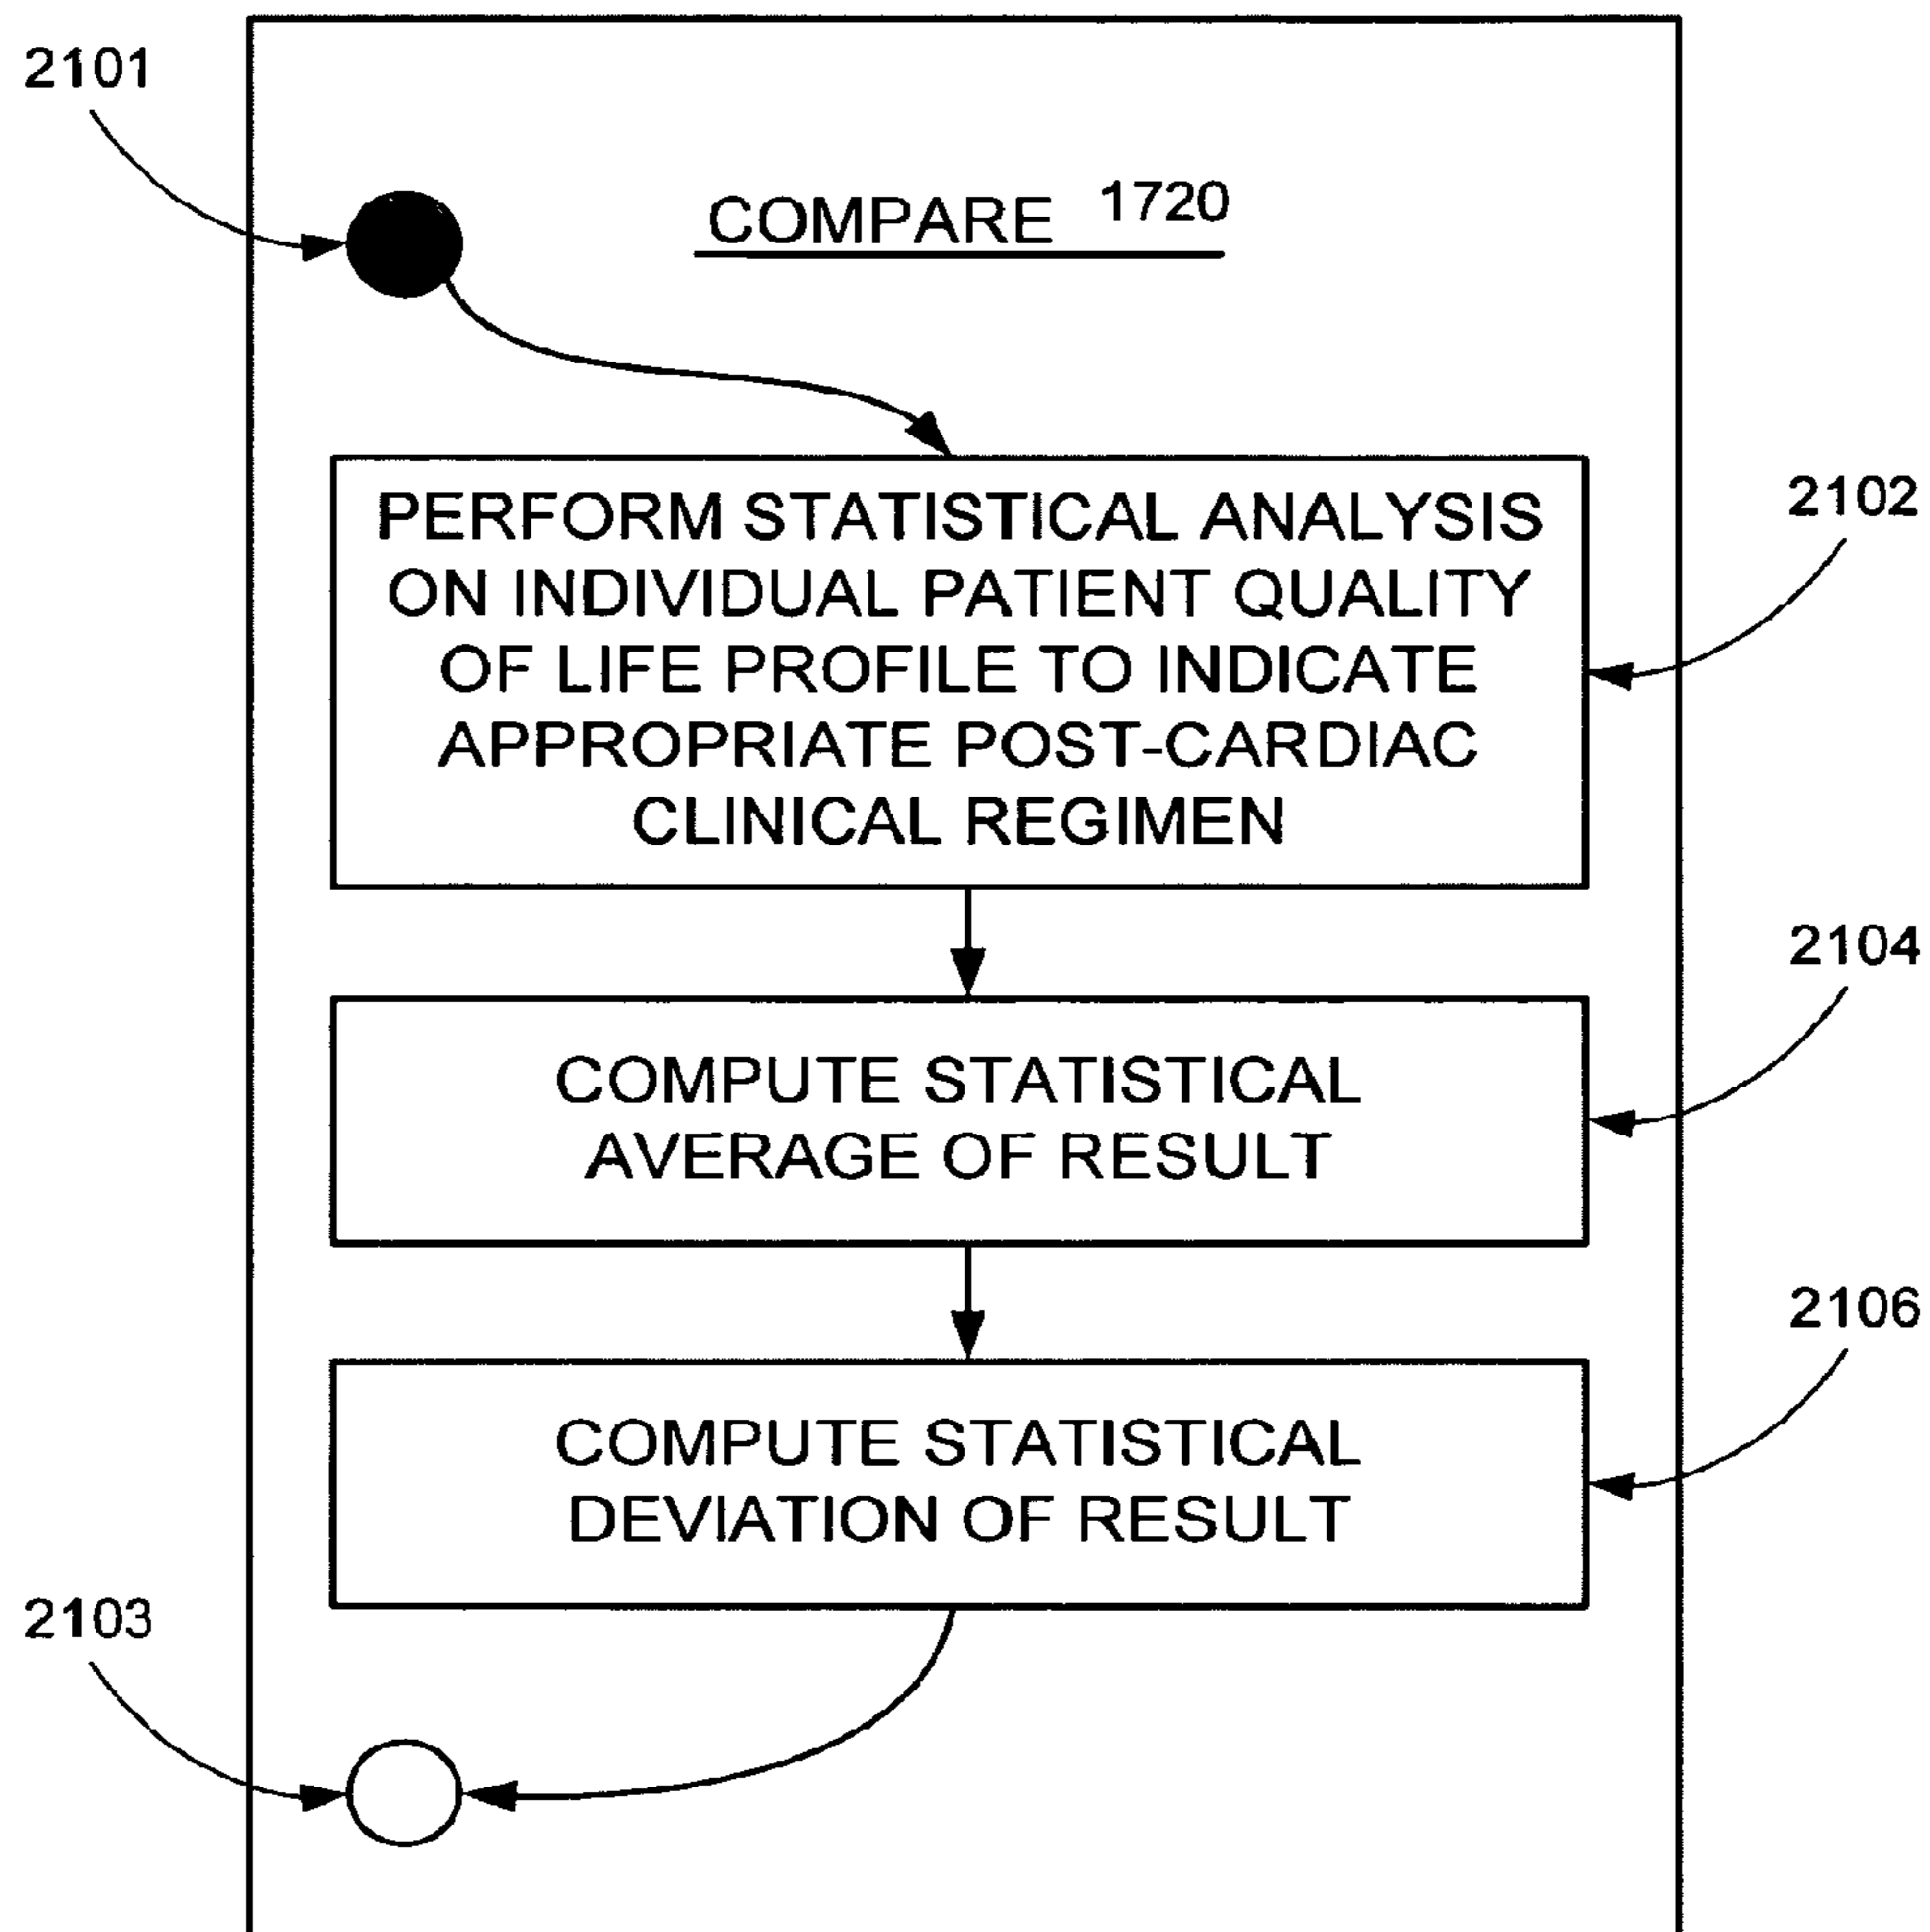 2101
COMPARE 1720
PERFORM STATISTICAL ANALYSIS
ON INDIVIDUAL PATIENT QUALITY
OF LIFE PROFILE TO INDICATE
APPROPRIATE POST-CARDIAC
CLINICAL REGIMEN
2102
COMPUTE STATISTICAL
AVERAGE OF RESULT
2104
COMPUTE STATISTICAL
DEVIATION OF RESULT
2106
2103